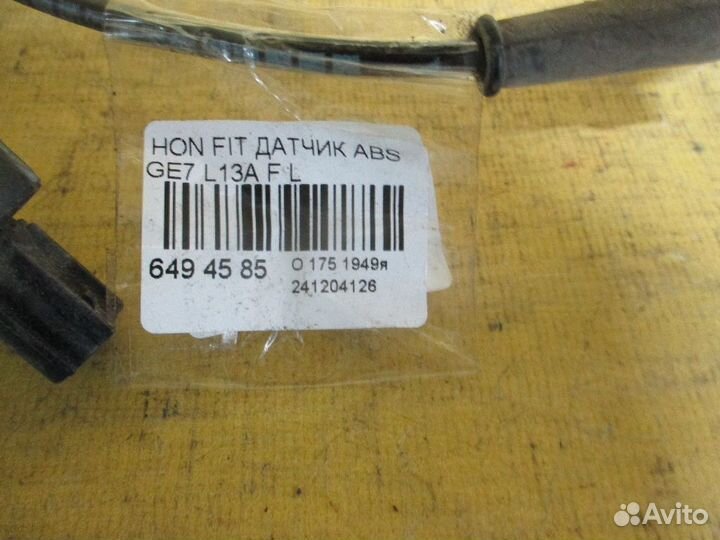 HON FIT ДАТЧИК ABS
GE7 L13A F L
649 45 85
O 175 1949я
241204126
Avito